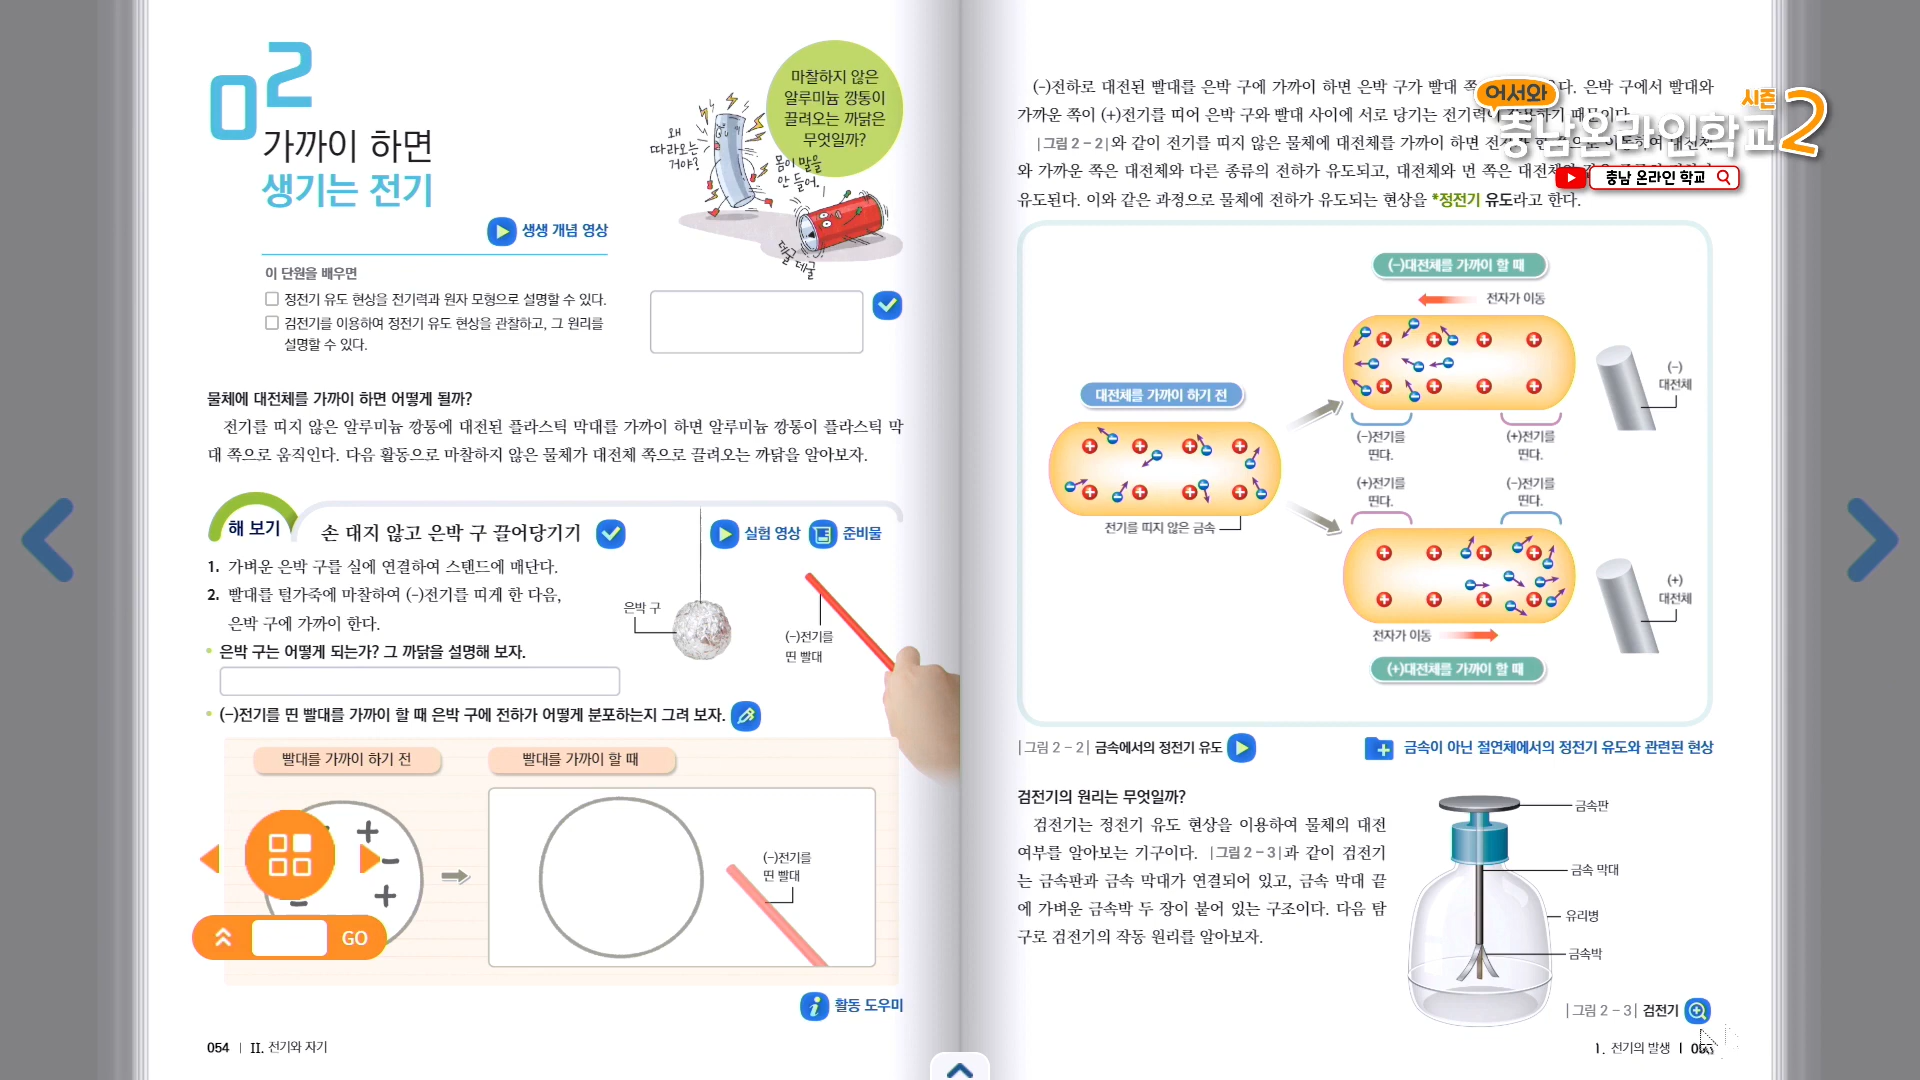 02
가까이 하면
생기는 전기
생생 개념 영상
이 단원을 배우면
정전기 유도 현상을 전기력과 원자 모형으로 설명할 수 있다.
검전기를 이용하여 정전기 유도 현상을 관찰하고, 그 원리를
설명할 수 있다.
마찰하지 않은
알루미늄 깡통이
끌려오는 까닭은
무엇일까?
왜
따라오는
거야?
몸이 말을
안 들어.
데굴 데굴
물체에 대전체를 가까이 하면 어떻게 될까?
전기를 띠지 않은 알루미늄 깡통에 대전된 플라스틱 막대를 가까이 하면 알루미늄 깡통이 플라스틱 막
대 쪽으로 움직인다. 다음 활동으로 마찰하지 않은 물체가 대전체 쪽으로 끌려오는 까닭을 알아보자.
해 보기
손 대지 않고 은박 구 끌어당기기
실험 영상
준비물
1. 가벼운 은박 구를 실에 연결하여 스탠드에 매단다.
2. 빨대를 털가죽에 마찰하여 (-)전기를 띠게 한 다음,
은박 구에 가까이 한다.
은박 구
(-)전기를
띤 빨대
• 은박 구는 어떻게 되는가? 그 까닭을 설명해 보자.
• (-)전기를 띤 빨대를 가까이 할 때 은박 구에 전하가 어떻게 분포하는지 그려 보자.
빨대를 가까이 하기 전
빨대를 가까이 할 때
+
-
+
-
(-)전기를
띤 빨대
GO
활동 도우미
054 | II. 전기와 자기
(-)전하로 대전된 빨대를 은박 구에 가까이 하면 은박 구가 빨대 쪽 다. 은박 구에서 빨대와
가까운 쪽이 (+)전기를 띠어 은박 구와 빨대 사이에 서로 당기는 전기력이 작용하기 때문이다.
|그림 2-2|와 같이 전기를 띠지 않은 물체에 대전체를 가까이 하면 대전체
와 가까운 쪽은 대전체와 다른 종류의 전하가 유도되고, 대전체와 먼 쪽은
유도된다. 이와 같은 과정으로 물체에 전하가 유도되는 현상을 *정전기 유도라고 한다.
어서와
시즌2
충남온라인학교
충남 온라인 학교
(-)대전체를 가까이 할 때
전자가 이동
(-)
대전체
대전체를 가까이 하기 전
(-)전기를
띤다.
(+)전기를
띤다.
(+)전기를
띤다.
(-)전기를
띤다.
전기를 띠지 않은 금속
(+)
대전체
전자가 이동
(+)대전체를 가까이 할 때
|그림 2-2| 금속에서의 정전기 유도
금속이 아닌 절연체에서의 정전기 유도와 관련된 현상
검전기의 원리는 무엇일까?
검전기는 정전기 유도 현상을 이용하여 물체의 대전
여부를 알아보는 기구이다. |그림 2-3|과 같이 검전기
는 금속판과 금속 막대가 연결되어 있고, 금속 막대 끝
에 가벼운 금속박 두 장이 붙어 있는 구조이다. 다음 탐
구로 검전기의 작동 원리를 알아보자.
금속판
금속 막대
유리병
금속박
|그림 2-3| 검전기
1. 전기의 발생 |